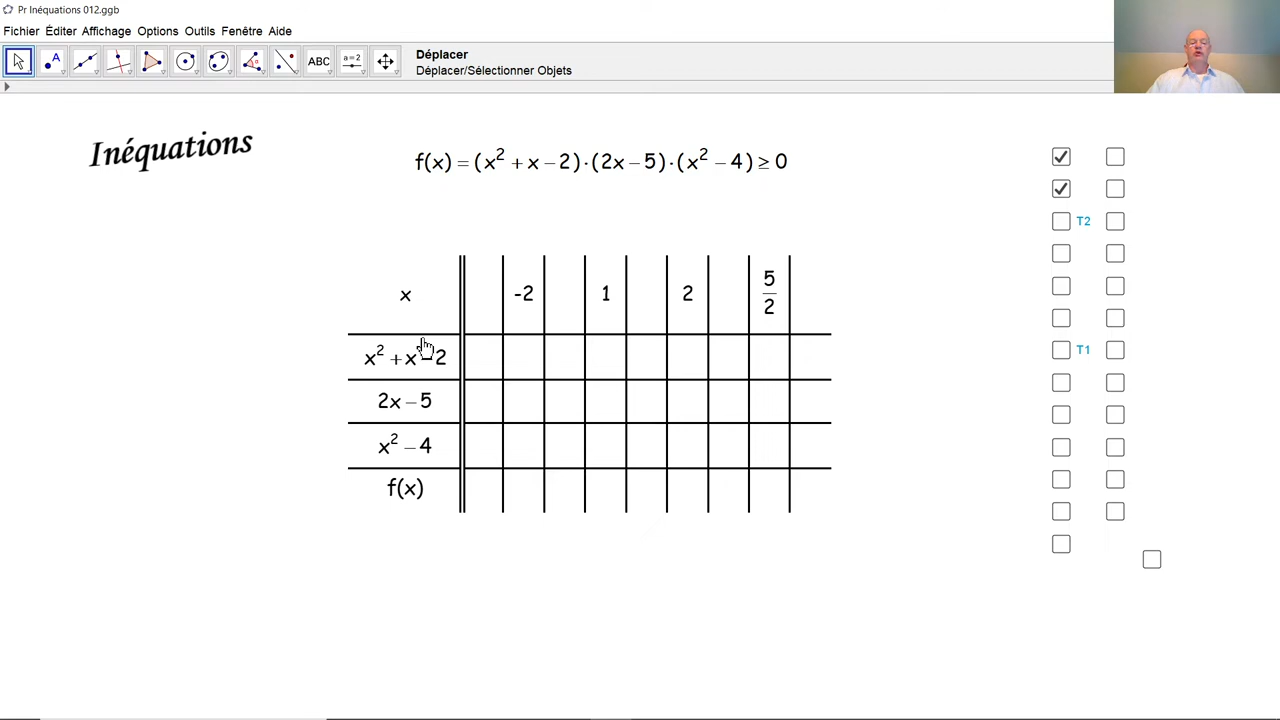 Pr Inéquations 012.ggb
Fichier Éditer Affichage Options Outils Fenêtre Aide
A ABC a=2 Déplacer
Déplacer/Sélectionner Objets
Inéquations
f(x) = (x² + x − 2)·(2x − 5)·(x² − 4) ≥ 0
T2
x -2 1 2 5/2
T1
x² + x − 2
2x − 5
x² − 4
f(x)